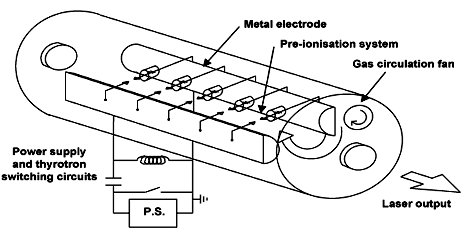 Metal electrode
Pre-ionisation system
Gas circulation fan
Power supply
and thyrotron
switching circuits
P.S.
Laser output